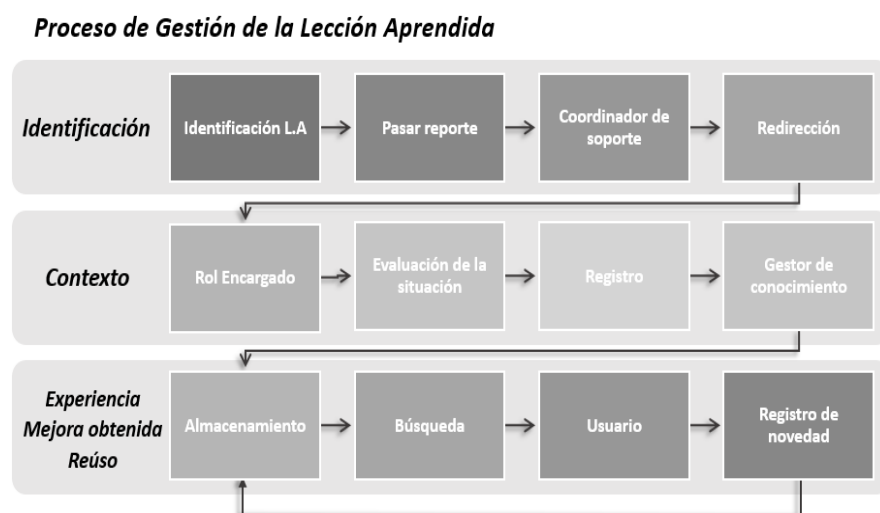 Proceso de Gestión de la Lección Aprendida
Identificación
Identificación L.A
Pasar reporte
Coordinador de
soporte
Redirección
Contexto
Rol Encargado
Evaluación de la
situación
Registro
Gestor de
conocimiento
Experiencia
Mejora obtenida
Reúso
Almacenamiento
Búsqueda
Usuario
Registro de
novedad